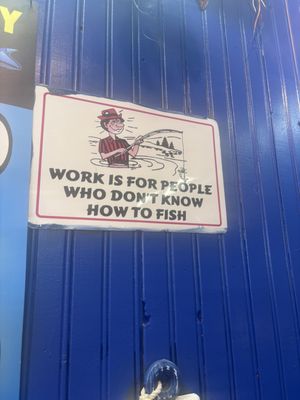 Y
WORK IS FOR PEOPLE
WHO DON'T KNOW
HOW TO FISH